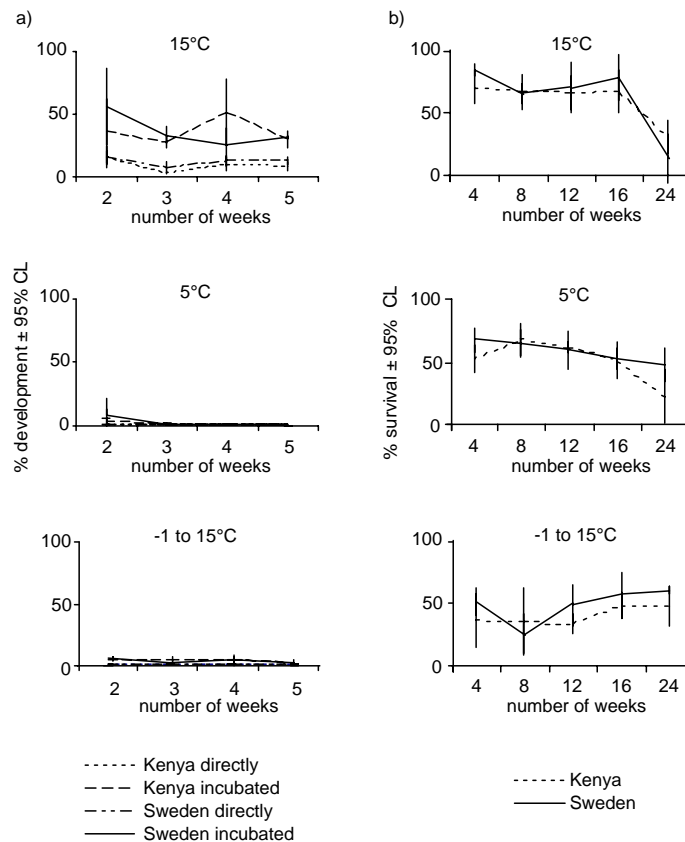 a)
15°C
100
50
0
2 3 4 5
number of weeks
5°C
100
50
0
2 3 4 5
number of weeks
-1 to 15°C
100
50
0
2 3 4 5
number of weeks
% development ± 95% CL
Kenya directly
Kenya incubated
Sweden directly
Sweden incubated
b)
15°C
100
50
0
4 8 12 16 24
number of weeks
5°C
100
50
0
4 8 12 16 24
number of weeks
-1 to 15°C
100
50
0
4 8 12 16 24
number of weeks
% survival ± 95% CL
Kenya
Sweden